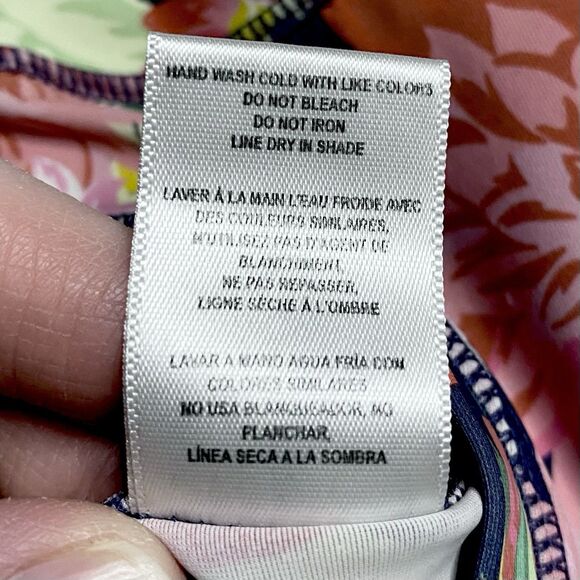 HAND WASH COLD WITH LIKE COLORS
DO NOT BLEACH
DO NOT IRON
LINE DRY IN SHADE
LAVER À LA MAIN L'EAU FROIDE AVEC
DES COULEURS SIMILAIRES,
N'UTILISEZ PAS D'AGENT DE
BLANCHIMENT,
NE PAS REPASSER,
LIGNE SÈCHE À L'OMBRE
LAVAR A MANO AGUA FRÍA CON
COLORES SIMILARES
NO USA BLANQUEADOR, NO
PLANCHAR,
LÍNEA SECA A LA SOMBRA